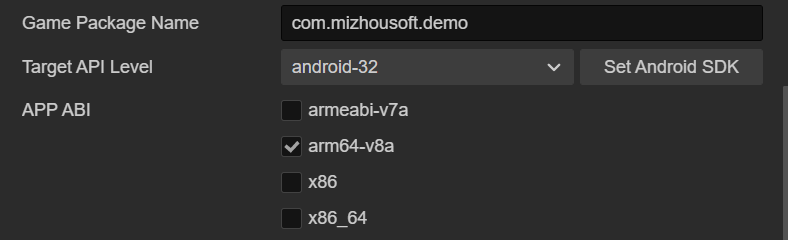 Game Package Name com.mizhousoft.demo
Target API Level android-32 Set Android SDK
APP ABI armeabi-v7a
arm64-v8a
x86
x86_64